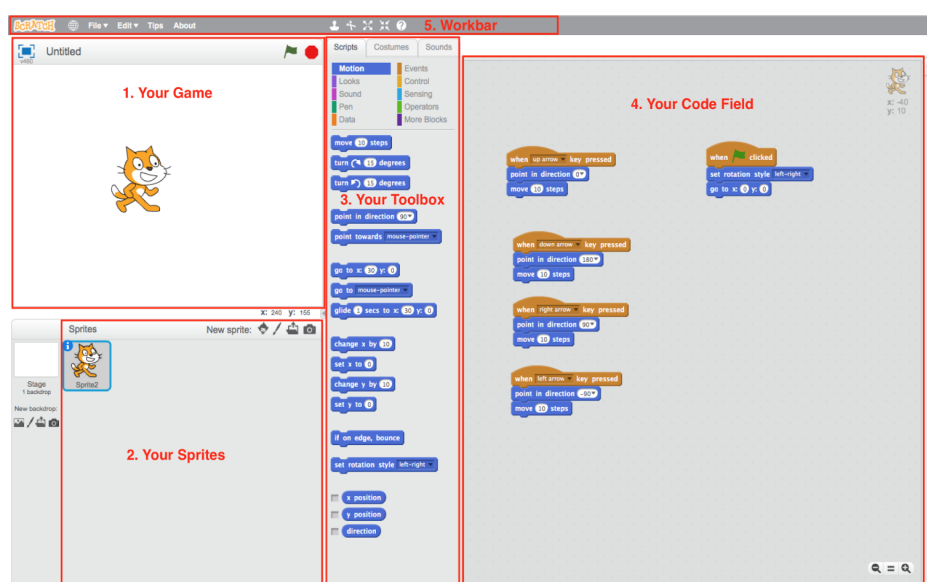 SCRATCH File Edit Tips About 5. Workbar
Untitled
v460
1. Your Game
x: 240 y: 155
Sprites New sprite:
Stage
1 backdrop
New backdrop:
Sprite2
2. Your Sprites
Scripts Costumes Sounds
Motion Events
Looks Control
Sound Sensing
Pen Operators
Data More Blocks
move 10 steps
turn 15 degrees
turn 15 degrees
3. Your Toolbox
point in direction 90
point towards mouse-pointer
go to x: 30 y: 0
go to mouse-pointer
glide 1 secs to x: 30 y: 0
change x by 10
set x to 0
change y by 10
set y to 0
if on edge, bounce
set rotation style left-right
x position
y position
direction
4. Your Code Field
x: -40
y: 10
when up arrow key pressed
point in direction 0
move 10 steps
when clicked
set rotation style left-right
go to x: 0 y: 0
when down arrow key pressed
point in direction 180
move 10 steps
when right arrow key pressed
point in direction 90
move 10 steps
when left arrow key pressed
point in direction -90
move 10 steps